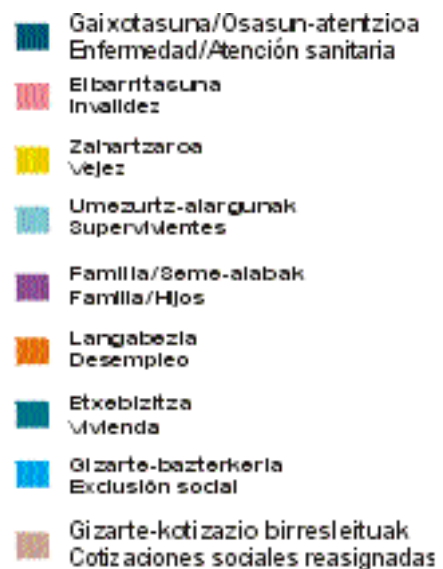 Gaixotasuna/Osasun-atentzioa
Enfermedad/Atención sanitaria
Elbarritasuna
Invalidez
Zahartzaroa
Vejez
Umezurtz-alargunak
Supervivientes
Familia/Seme-alabak
Familia/Hijos
Langabezia
Desempleo
Etxebizitza
Vivienda
Gizarte-bazterkeria
Exclusión social
Gizarte-kotizazio birresleituak
Cotizaciones sociales reasignadas